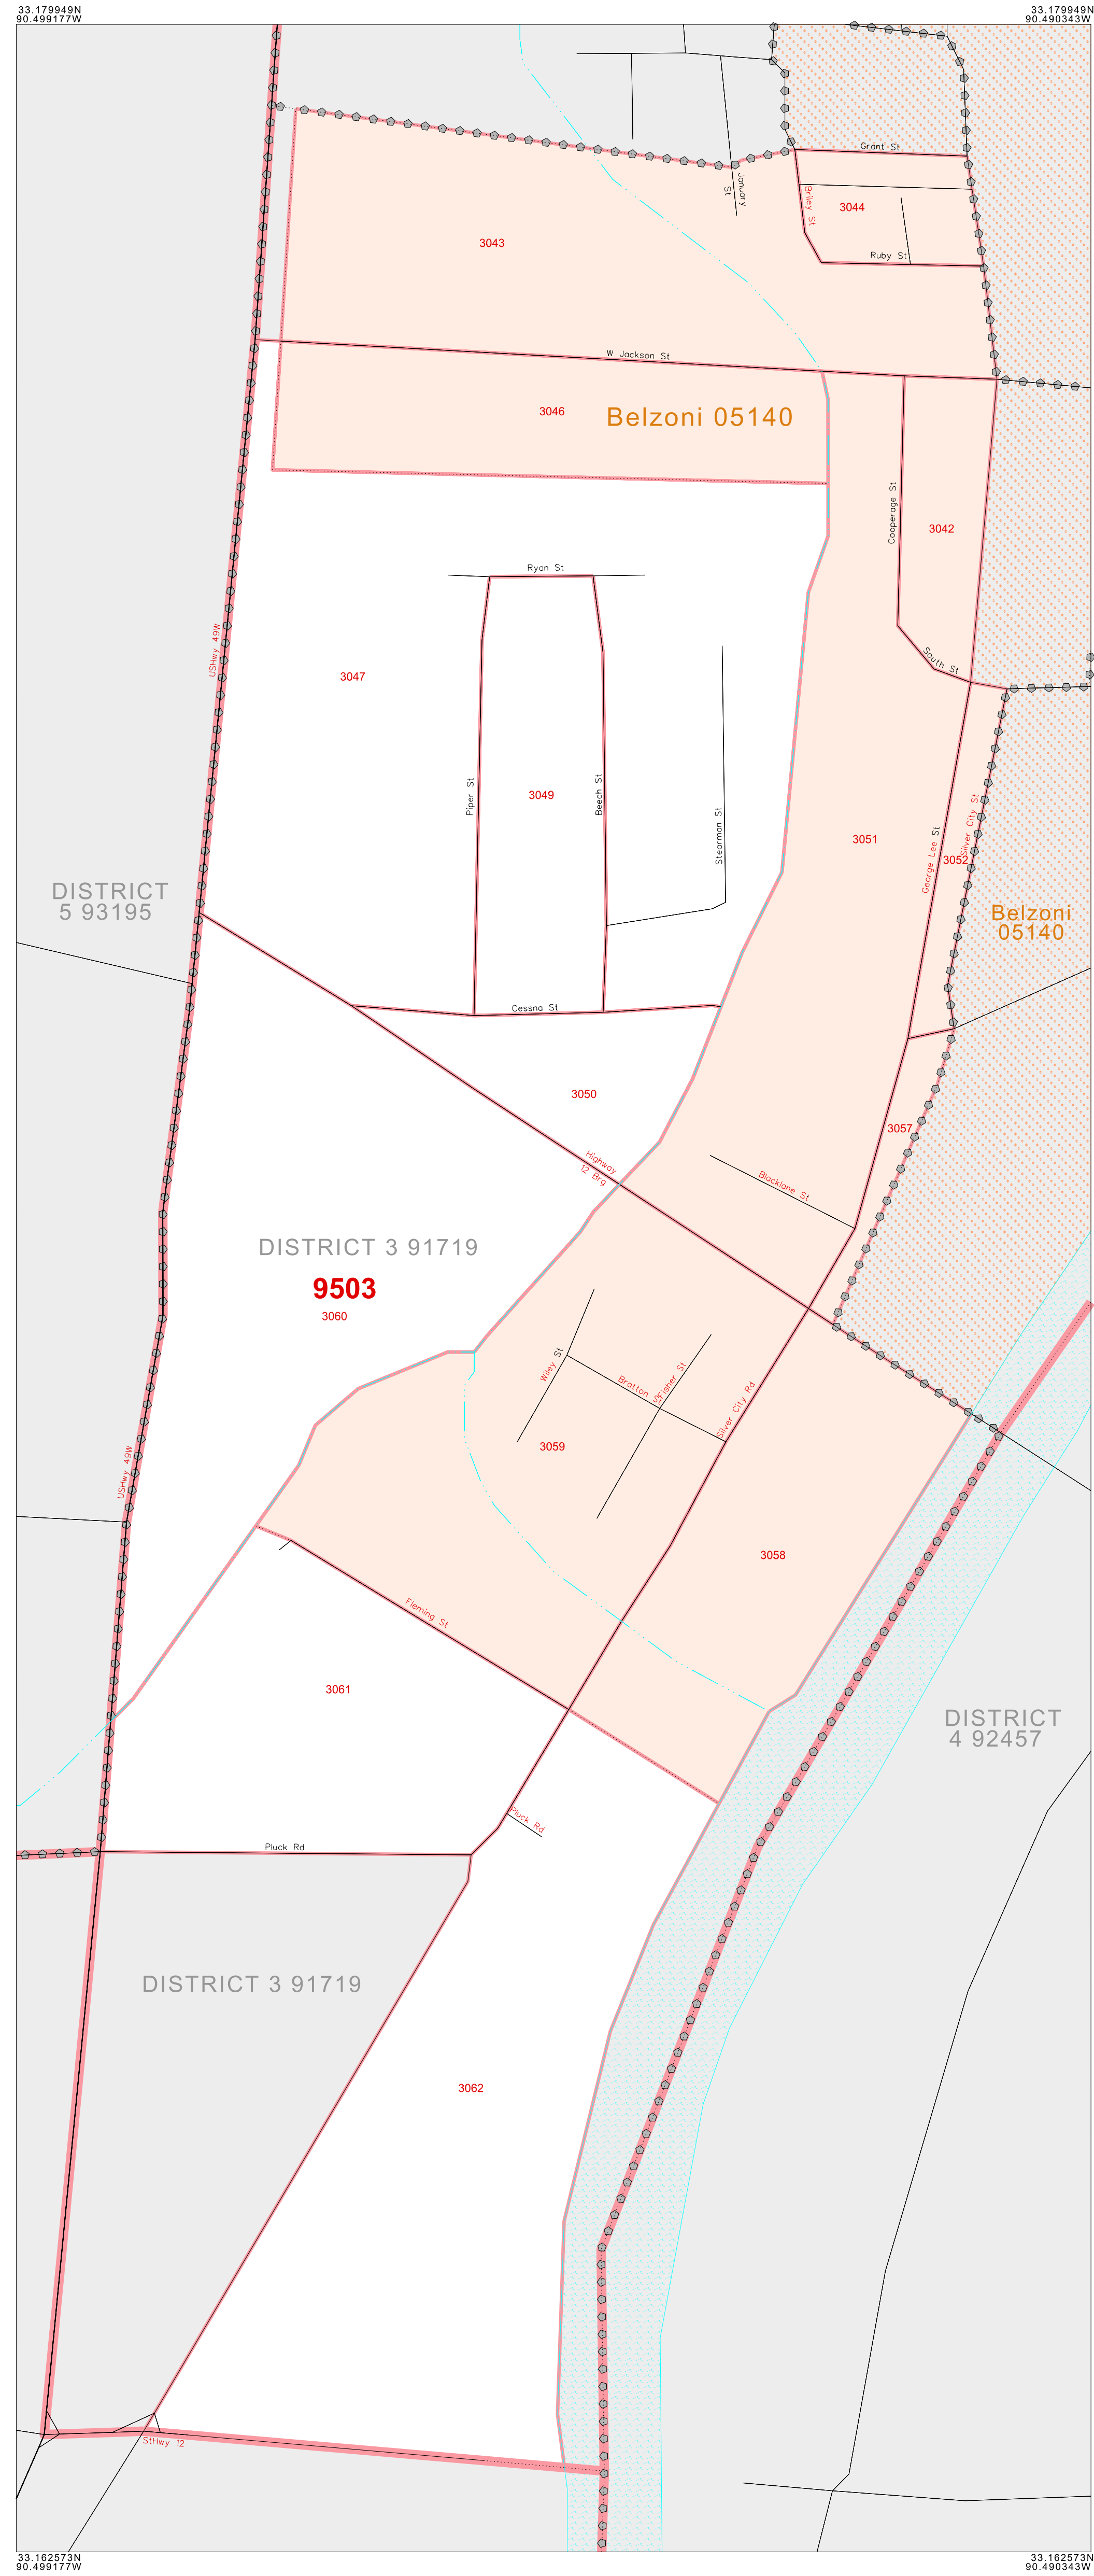 33.179949N
90.499177W
33.179949N
90.490343W
Grant St
January
St
Briley St
3044
3043
Ruby St
W Jackson St
3046
Belzoni 05140
Cooperage St
3042
Ryan St
USHwy 49W
South St
3047
3049
Piper St
Beech St
Stearman St
3051
George Lee St
3052
Silver City St
DISTRICT
5 93195
Belzoni
05140
Cessna St
3050
3057
Highway
12 Brg
Blacklane St
DISTRICT 3 91719
9503
3060
Wiley St
Bratton St
Fisher St
Silver City Rd
3059
USHwy 49W
3058
Fleming St
3061
DISTRICT
4 92457
Pluck Rd
Pluck Rd
DISTRICT 3 91719
3062
StHwy 12
33.162573N
90.499177W
33.162573N
90.490343W